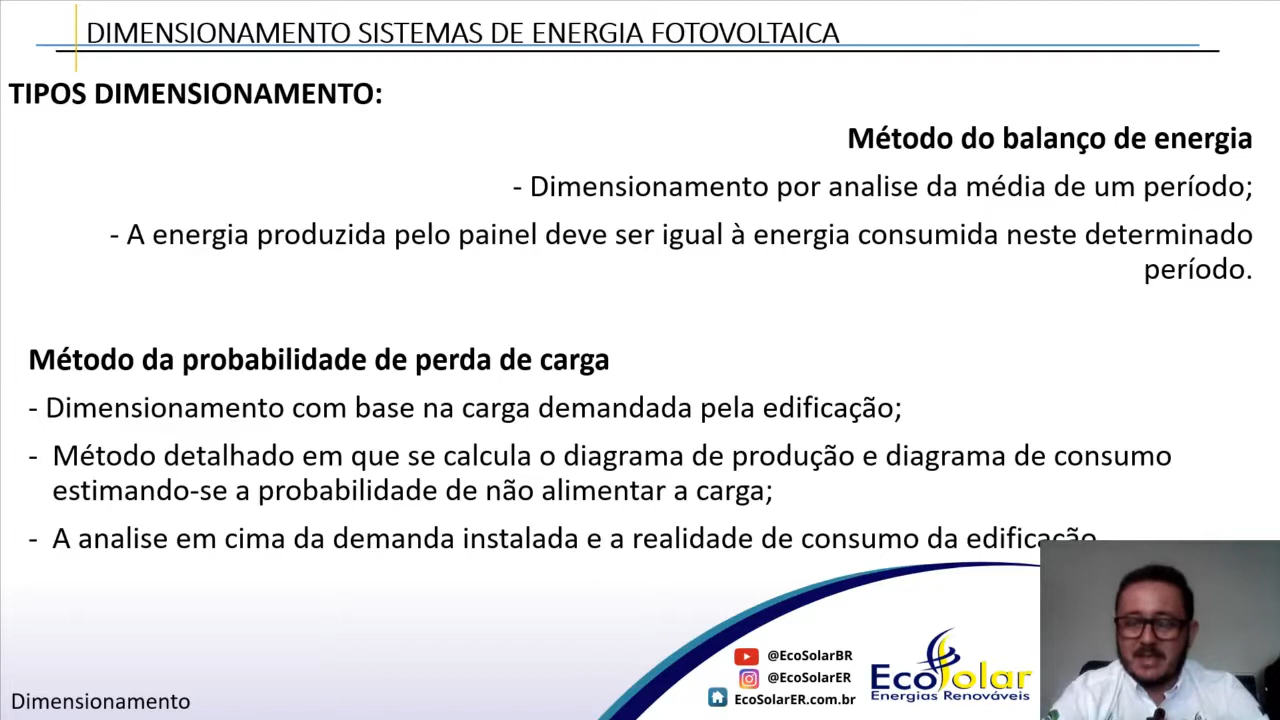 DIMENSIONAMENTO SISTEMAS DE ENERGIA FOTOVOLTAICA
TIPOS DIMENSIONAMENTO:
Método do balanço de energia
- Dimensionamento por analise da média de um período;
- A energia produzida pelo painel deve ser igual à energia consumida neste determinado
período.
Método da probabilidade de perda de carga
- Dimensionamento com base na carga demandada pela edificação;
- Método detalhado em que se calcula o diagrama de produção e diagrama de consumo
estimando-se a probabilidade de não alimentar a carga;
- A analise em cima da demanda instalada e a realidade de consumo da edificação
@EcoSolarBR
@EcoSolarER
EcoSolarER.com.br
EcoSolar
Energias Renováveis
Dimensionamento